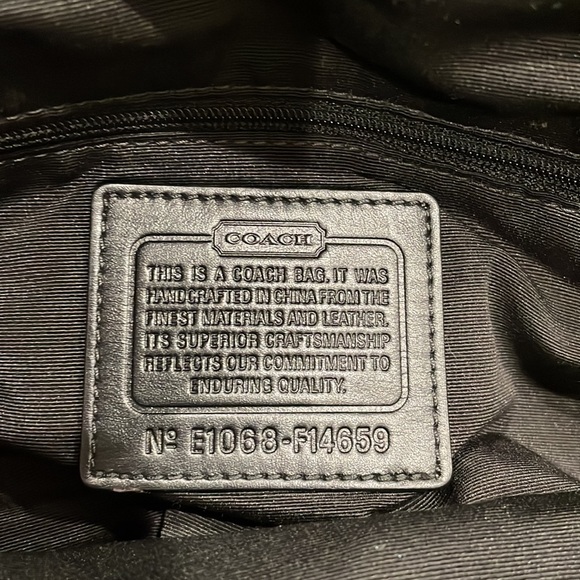 COACH
THIS IS A COACH BAG. IT WAS
HANDCRAFTED IN CHINA FROM THE
FINEST MATERIALS AND LEATHER.
ITS SUPERIOR CRAFTSMANSHIP
REFLECTS OUR COMMITMENT TO
ENDURING QUALITY.
Nº E1068-F14659